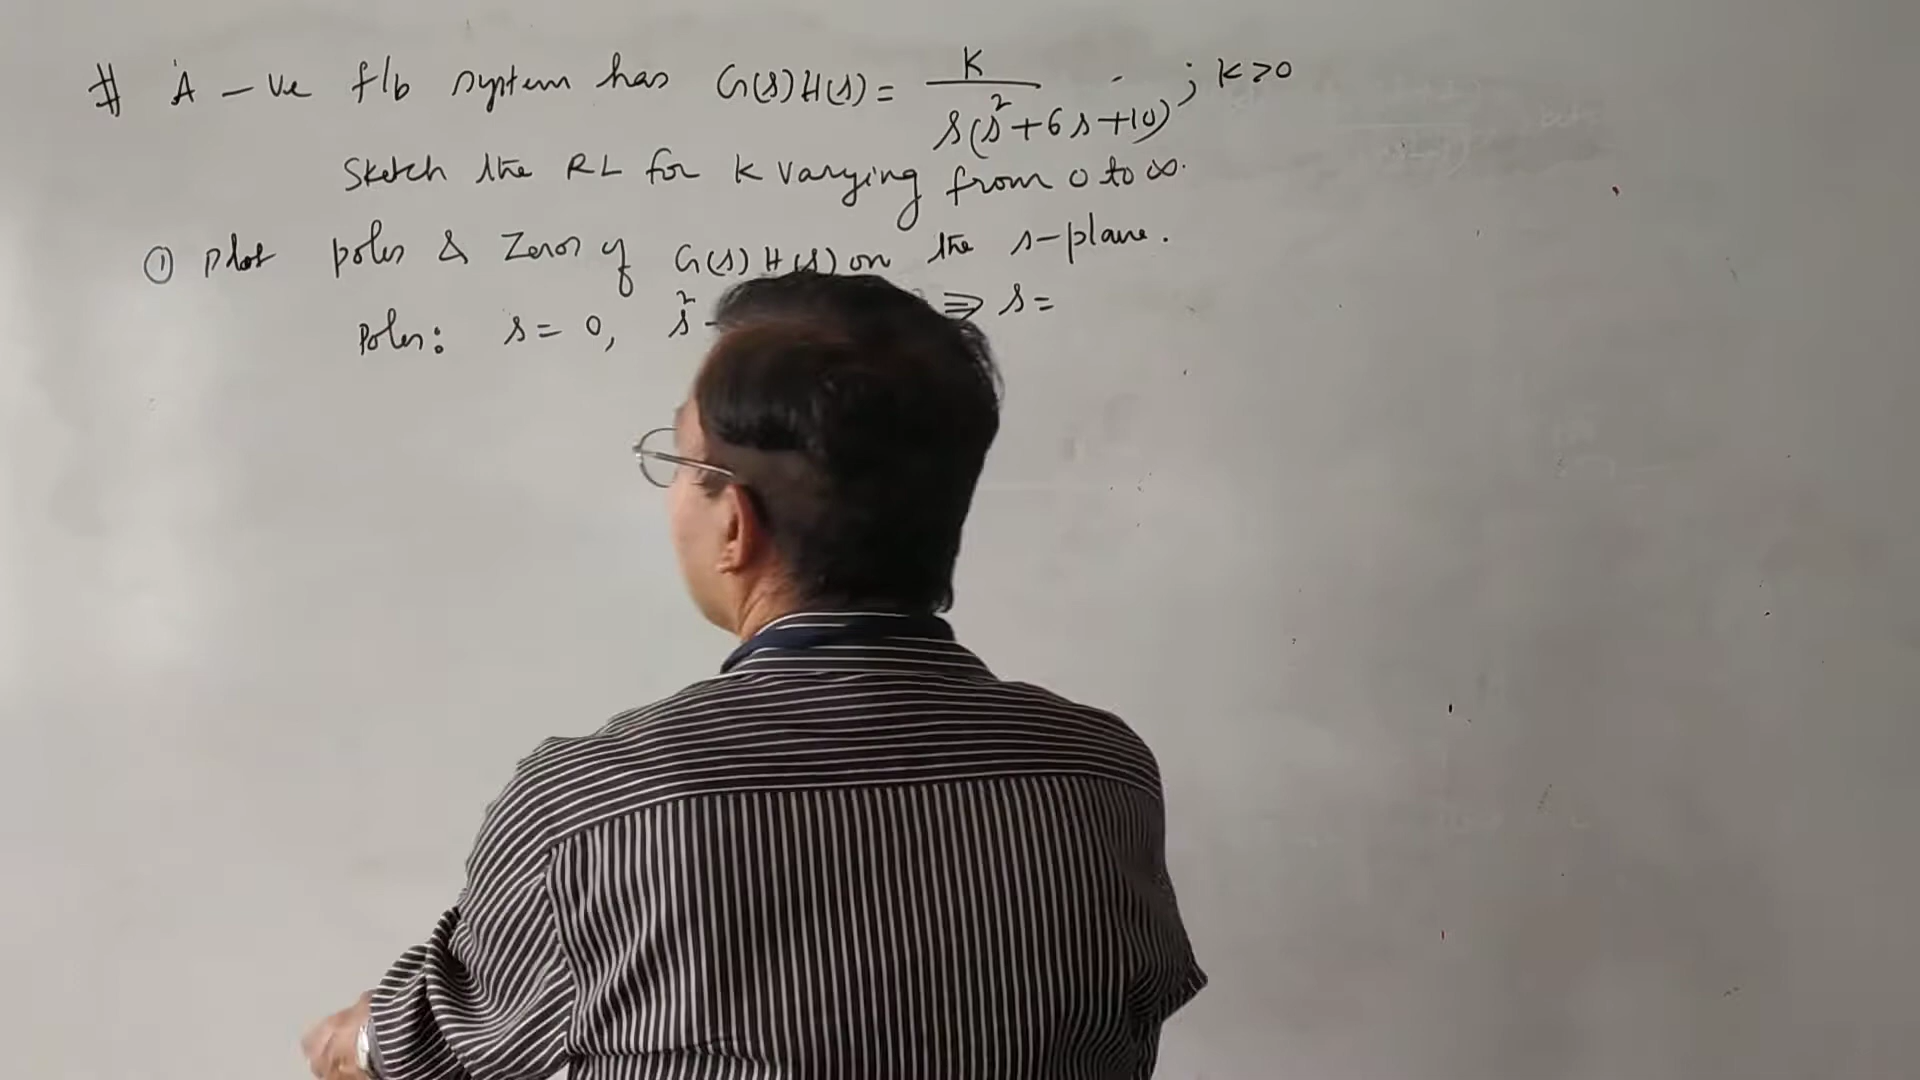 # A -ve f/b system has G(s)H(s) = K / s(s²+6s+10) ; K>0
Sketch the RL for K varying from 0 to ∞.
① Plot poles & Zeros of G(s)H(s) on the s-plane.
Poles: s = 0, s² ⇒ s =